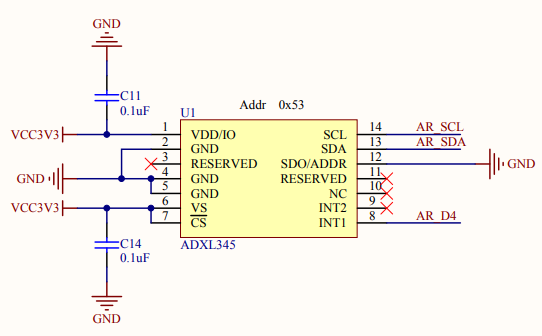 GND
C11
0.1uF
U1
Addr 0x53
VCC3V3
1 VDD/IO SCL 14 AR_SCL
2 GND SDA 13 AR_SDA
3 RESERVED SDO/ADDR 12 GND
GND 4 GND RESERVED 11
5 GND NC 10
VCC3V3 6 VS INT2 9
7 CS INT1 8 AR_D4
C14
0.1uF
ADXL345
GND